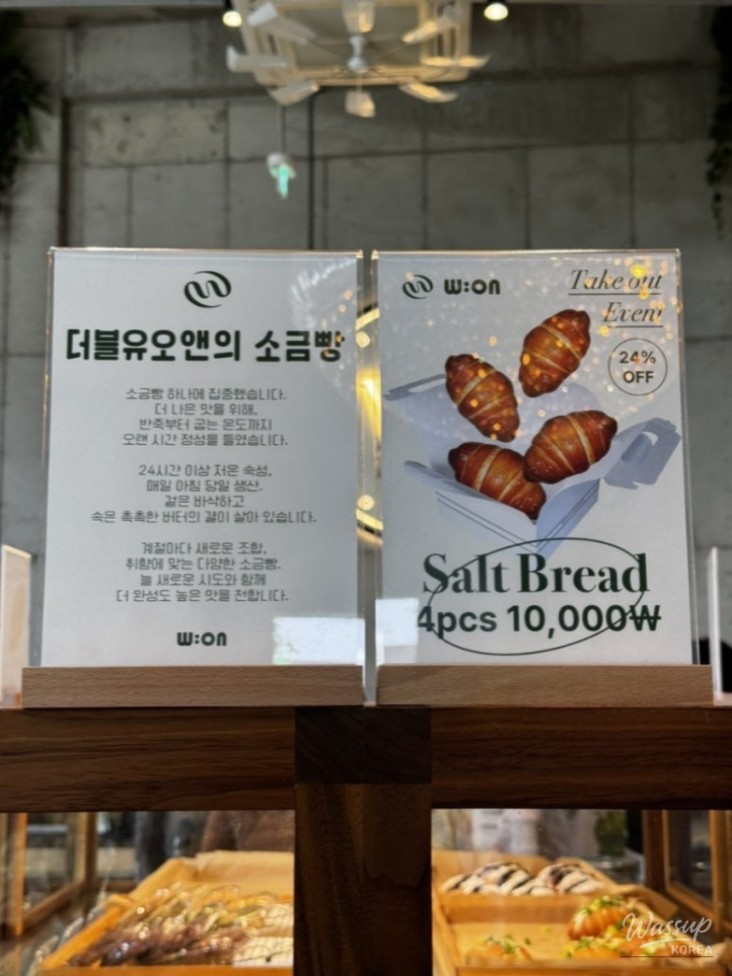 더블유오앤의 소금빵
소금빵 하나에 집중했습니다.
더 나은 맛을 위해,
반죽부터 굽는 온도까지
오랜 시간 정성을 들였습니다.
24시간 이상 저온 숙성,
매일 아침 당일 생산.
겉은 바삭하고
속은 촉촉한 버터의 결이 살아 있습니다.
계절마다 새로운 조합,
취향에 맞는 다양한 소금빵.
늘 새로운 시도와 함께
더 완성도 높은 맛을 전합니다.
W:ON
W:ON
Take out
Event
24%
OFF
Salt Bread
4pcs 10,000₩
Wassup
KOREA